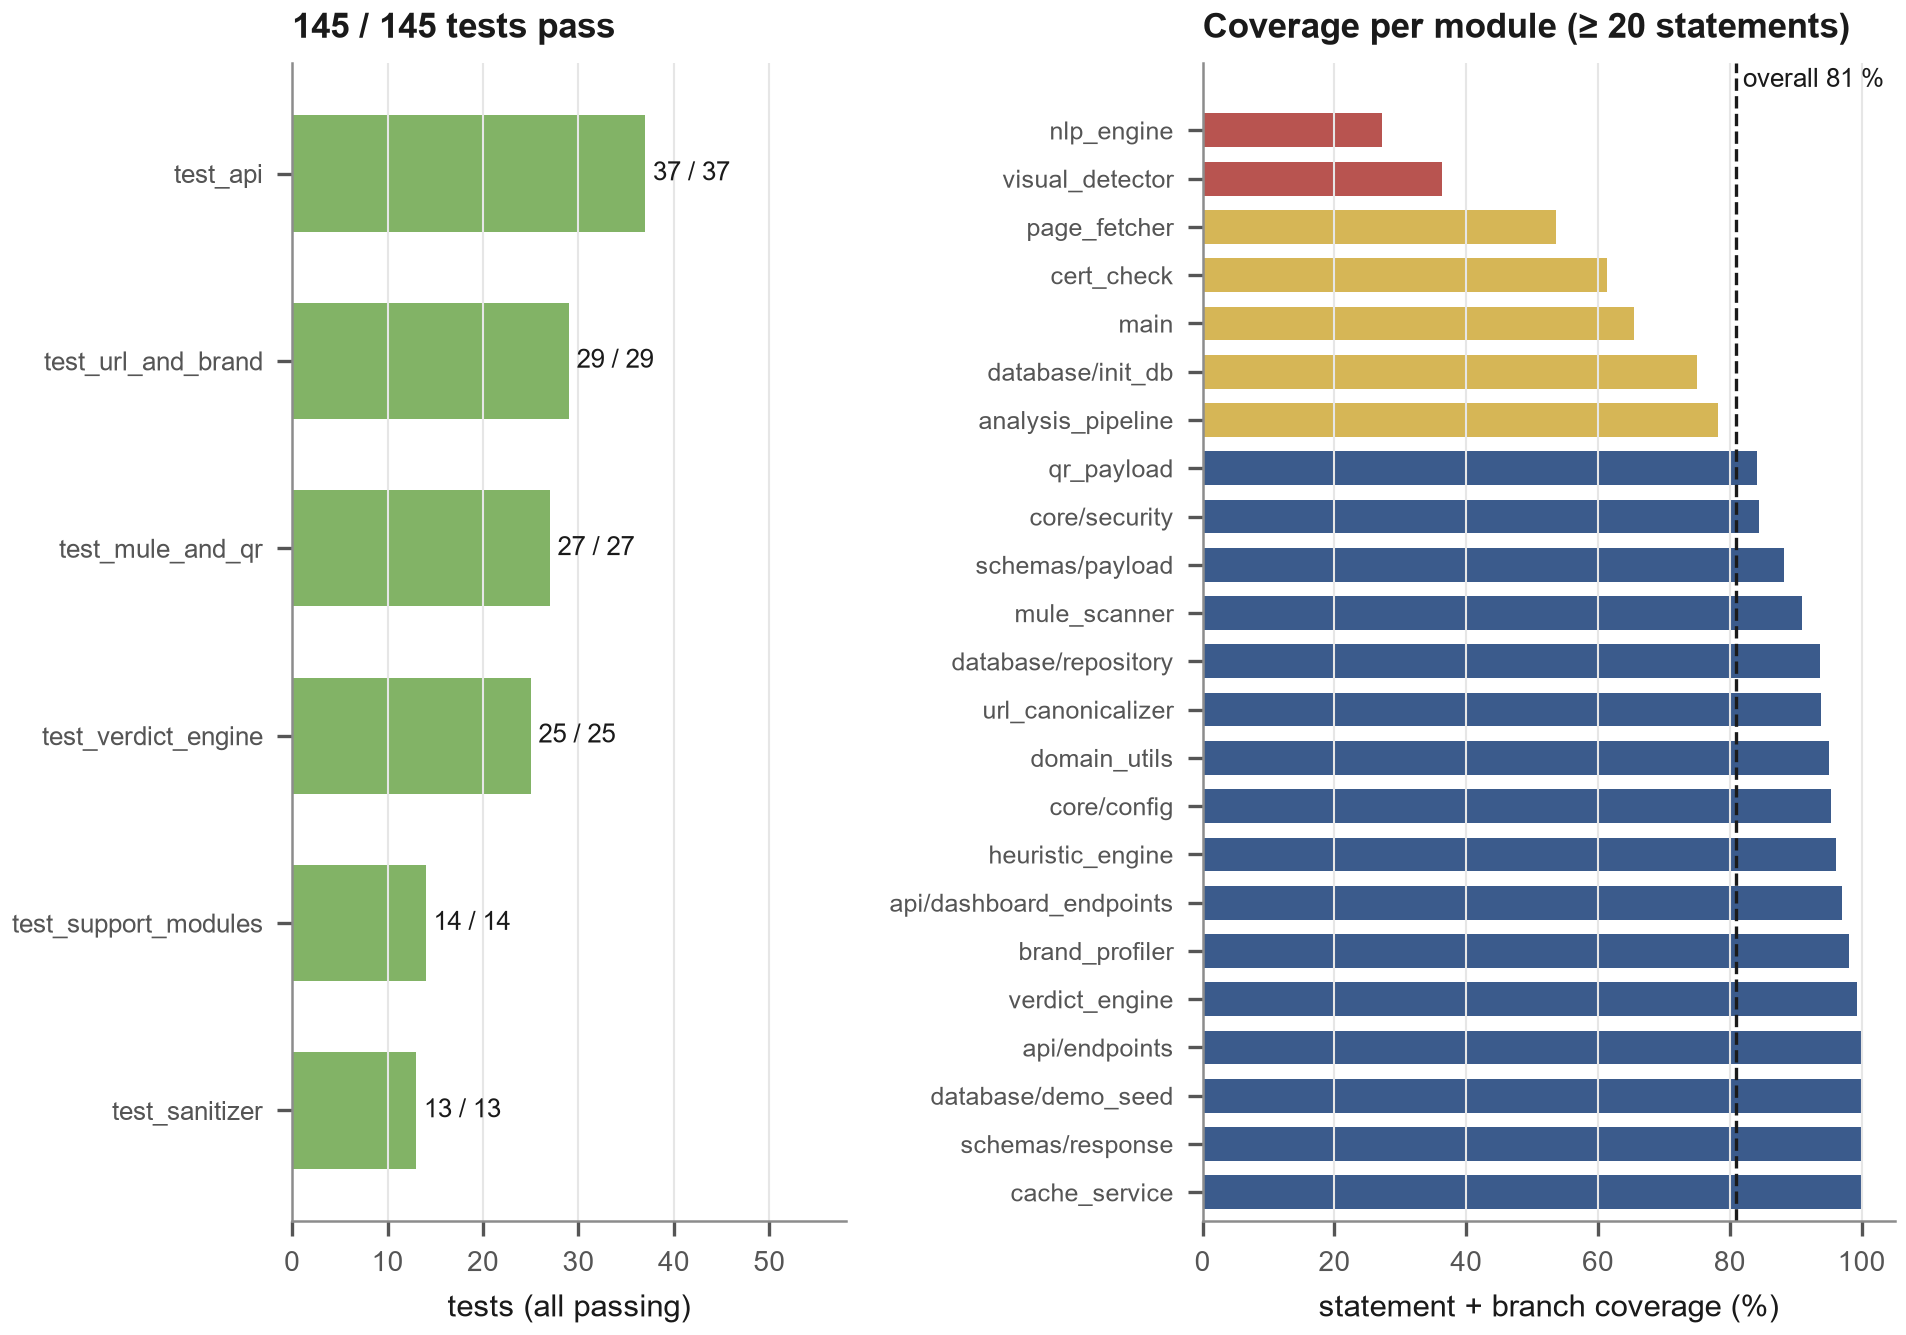 145 / 145 tests pass
test_api
37 / 37
test_url_and_brand
29 / 29
test_mule_and_qr
27 / 27
test_verdict_engine
25 / 25
test_support_modules
14 / 14
test_sanitizer
13 / 13
0 10 20 30 40 50
tests (all passing)
Coverage per module (≥ 20 statements)
overall 81 %
nlp_engine
visual_detector
page_fetcher
cert_check
main
database/init_db
analysis_pipeline
qr_payload
core/security
schemas/payload
mule_scanner
database/repository
url_canonicalizer
domain_utils
core/config
heuristic_engine
api/dashboard_endpoints
brand_profiler
verdict_engine
api/endpoints
database/demo_seed
schemas/response
cache_service
0 20 40 60 80 100
statement + branch coverage (%)